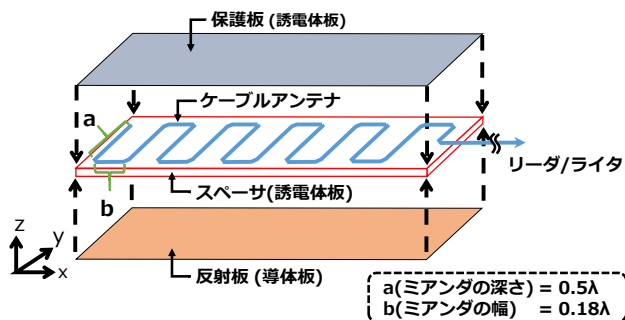 保護板 (誘電体板)
ケーブルアンテナ
a
リーダ/ライタ
スペーサ(誘電体板)
b
z
y
x
反射板 (導体板)
a(ミアンダの深さ) = 0.5λ
b(ミアンダの幅) = 0.18λ